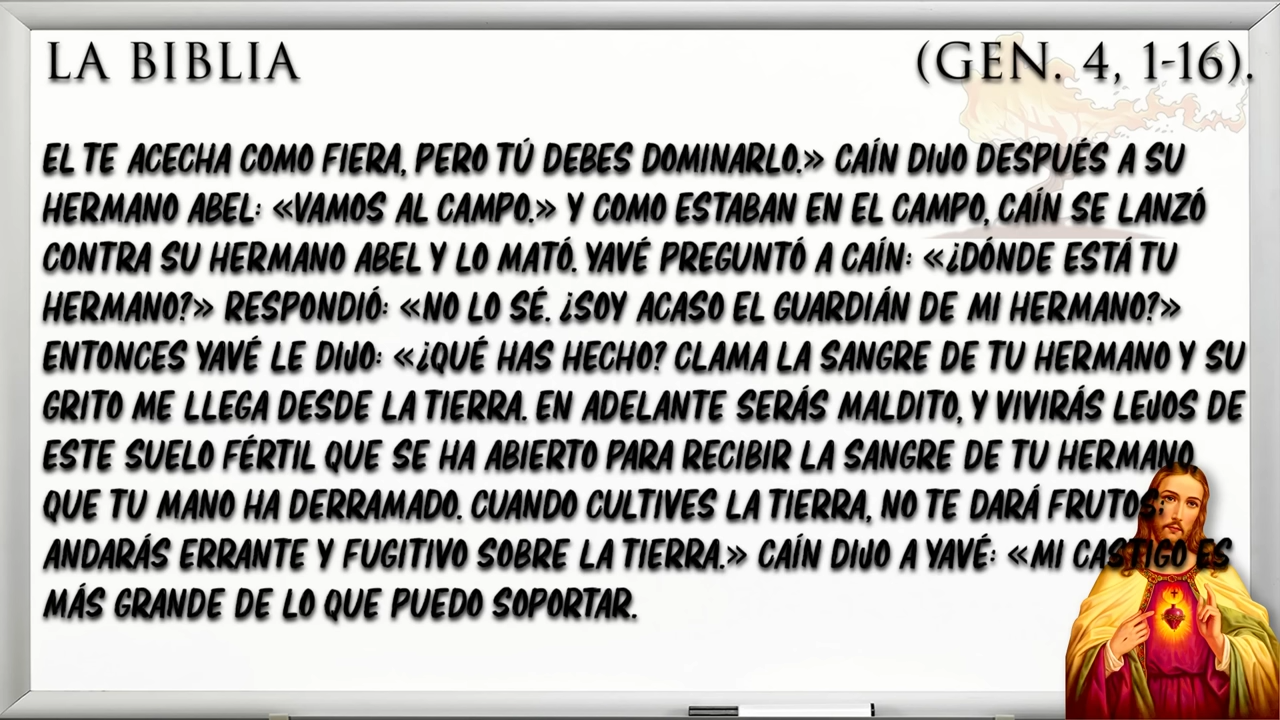 LA BIBLIA (GEN. 4, 1-16).
EL TE ACECHA COMO FIERA, PERO TÚ DEBES DOMINARLO.» CAÍN DIJO DESPUÉS A SU
HERMANO ABEL: «VAMOS AL CAMPO.» Y COMO ESTABAN EN EL CAMPO, CAÍN SE LANZÓ
CONTRA SU HERMANO ABEL Y LO MATÓ. YAVÉ PREGUNTÓ A CAÍN: «¿DÓNDE ESTÁ TU
HERMANO?» RESPONDIÓ: «NO LO SÉ. ¿SOY ACASO EL GUARDIÁN DE MI HERMANO?»
ENTONCES YAVÉ LE DIJO: «¿QUÉ HAS HECHO? CLAMA LA SANGRE DE TU HERMANO Y SU
GRITO ME LLEGA DESDE LA TIERRA. EN ADELANTE SERÁS MALDITO, Y VIVIRÁS LEJOS DE
ESTE SUELO FÉRTIL QUE SE HA ABIERTO PARA RECIBIR LA SANGRE DE TU HERMANO
QUE TU MANO HA DERRAMADO. CUANDO CULTIVES LA TIERRA, NO TE DARÁ FRUTOS;
ANDARÁS ERRANTE Y FUGITIVO SOBRE LA TIERRA.» CAÍN DIJO A YAVÉ: «MI CASTIGO ES
MÁS GRANDE DE LO QUE PUEDO SOPORTAR.